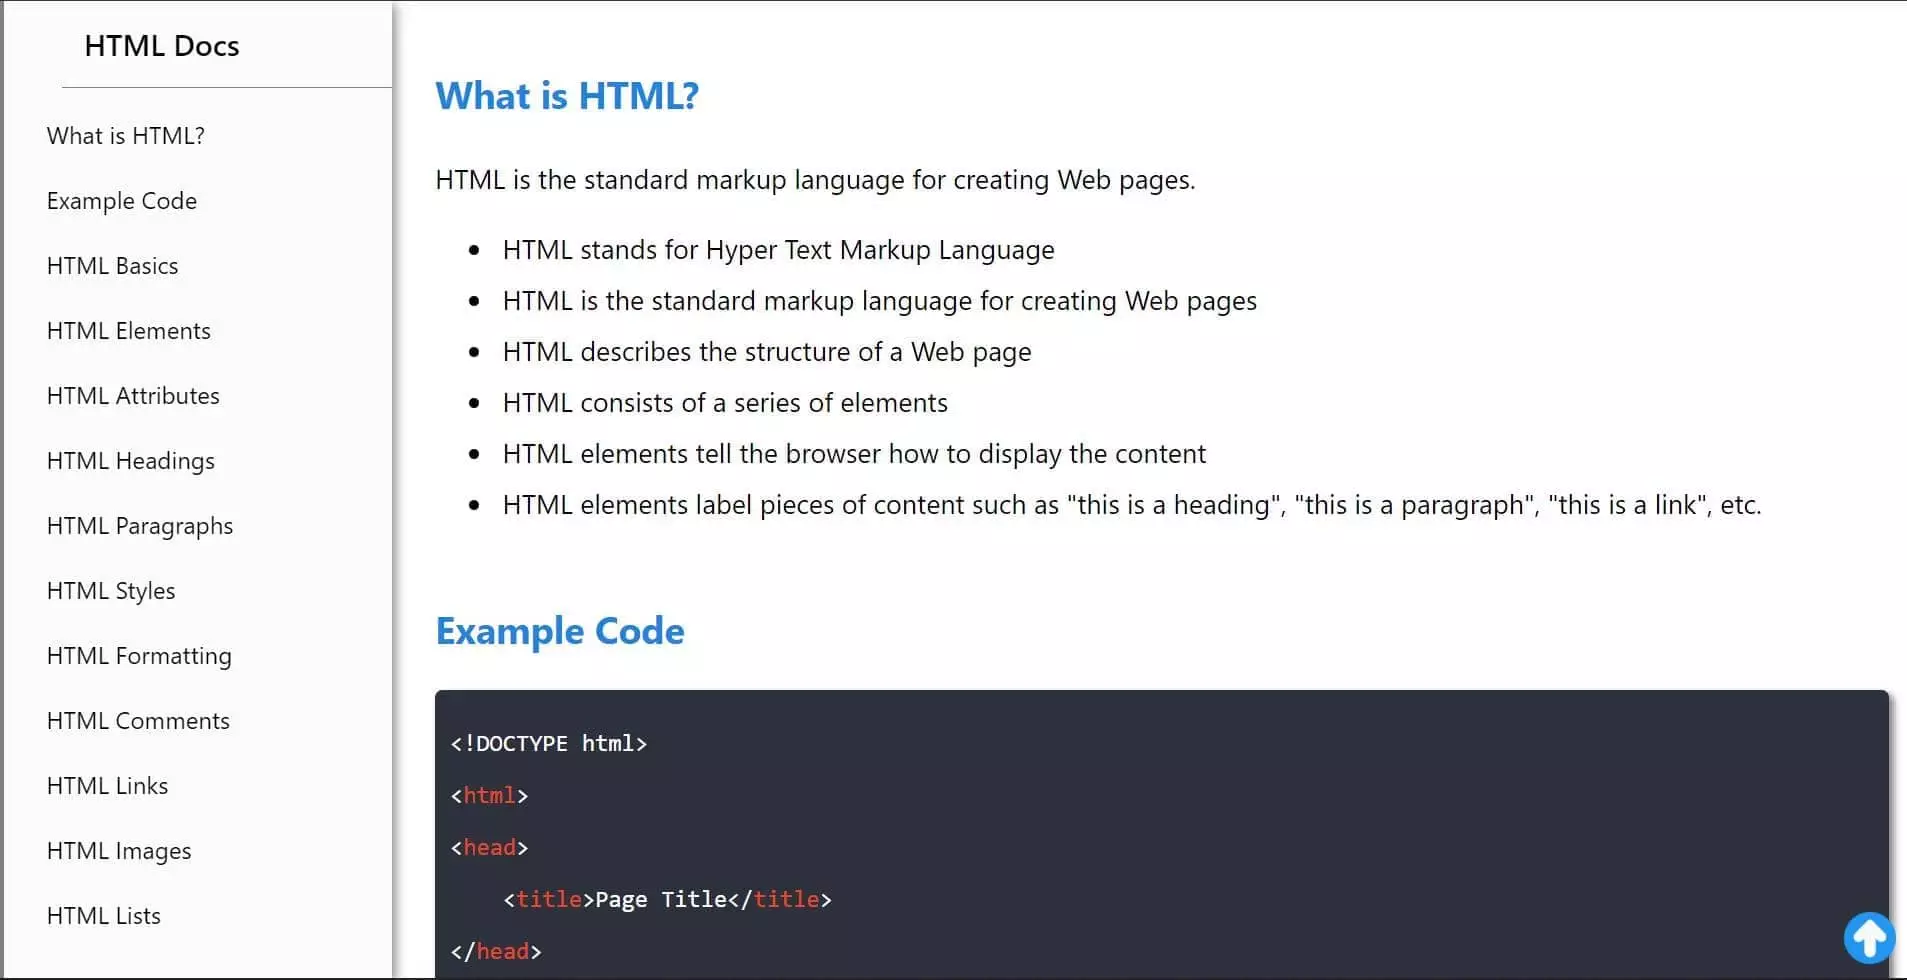 HTML Docs
What is HTML?
Example Code
HTML Basics
HTML Elements
HTML Attributes
HTML Headings
HTML Paragraphs
HTML Styles
HTML Formatting
HTML Comments
HTML Links
HTML Images
HTML Lists
What is HTML?
HTML is the standard markup language for creating Web pages.
HTML stands for Hyper Text Markup Language
HTML is the standard markup language for creating Web pages
HTML describes the structure of a Web page
HTML consists of a series of elements
HTML elements tell the browser how to display the content
HTML elements label pieces of content such as "this is a heading", "this is a paragraph", "this is a link", etc.
Example Code
<!DOCTYPE html>
<html>
<head>
    <title>Page Title</title>
</head>